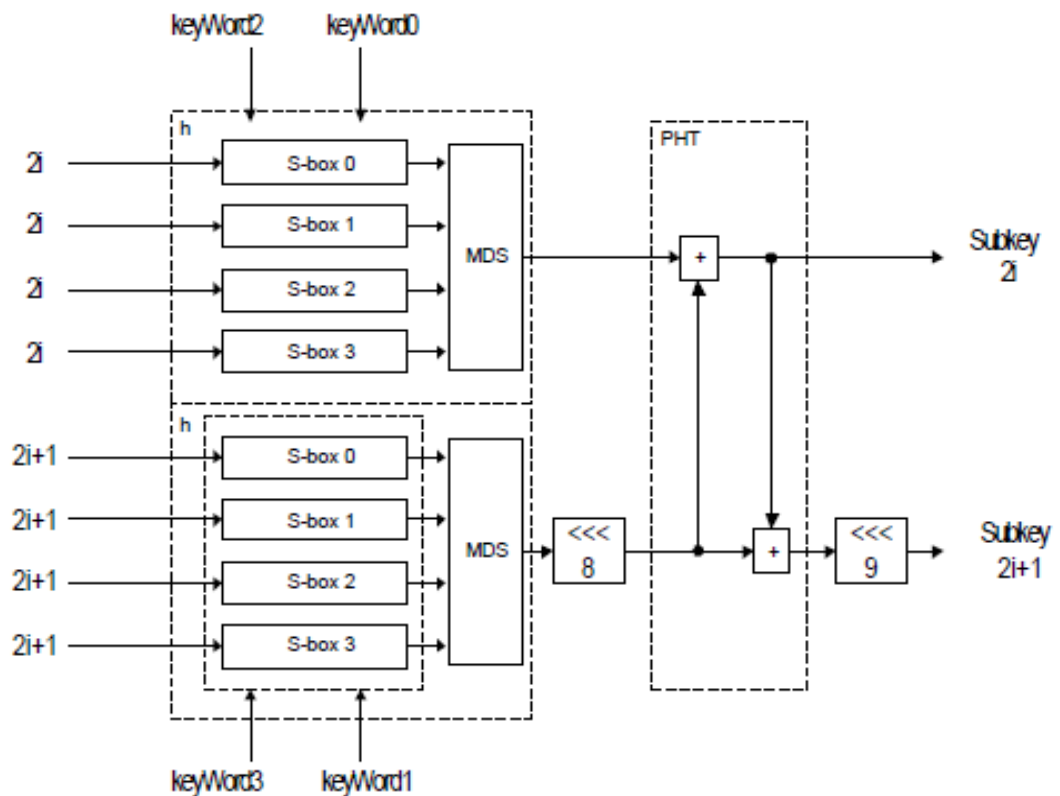 keyWord2 keyWord0
h
PHT
2i
S-box 0
2i
S-box 1
MDS
+
Subkey
2i
2i
S-box 2
2i
S-box 3
h
2i+1
S-box 0
2i+1
S-box 1
MDS
<<<
8
+
<<<
9
Subkey
2i+1
2i+1
S-box 2
2i+1
S-box 3
keyWord3 keyWord1